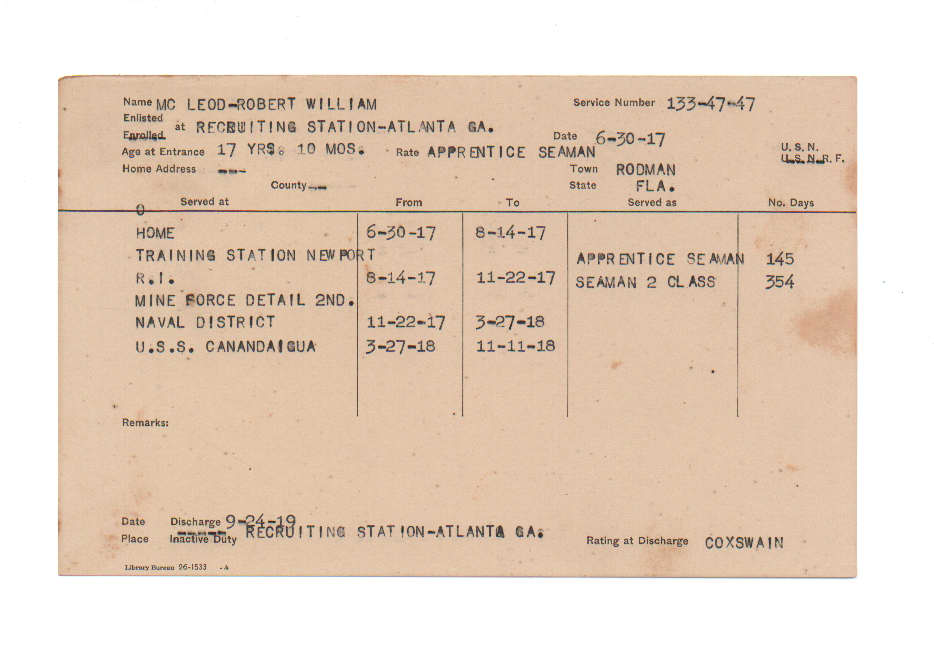 Name MC LEOD-ROBERT WILLIAM Service Number 133-47-47
Enlisted
Enrolled at RECRUITING STATION-ATLANTA GA. Date 6-30-17
Age at Entrance 17 YRS. 10 MOS. Rate APPRENTICE SEAMAN U. S. N.
U. S. N. R. F.
Home Address --- Town RODMAN
County -- State FLA.
0
Served at From To Served as No. Days
HOME 6-30-17 8-14-17
TRAINING STATION NEWPORT APPRENTICE SEAMAN 145
R.I. 8-14-17 11-22-17 SEAMAN 2 CLASS 354
MINE FORCE DETAIL 2ND.
NAVAL DISTRICT 11-22-17 3-27-18
U.S.S. CANANDAIGUA 3-27-18 11-11-18
Remarks:
Date Discharge 9-24-19
Place Inactive Duty RECRUITING STATION-ATLANTA GA. Rating at Discharge COXSWAIN
Library Bureau 26-1533 -A